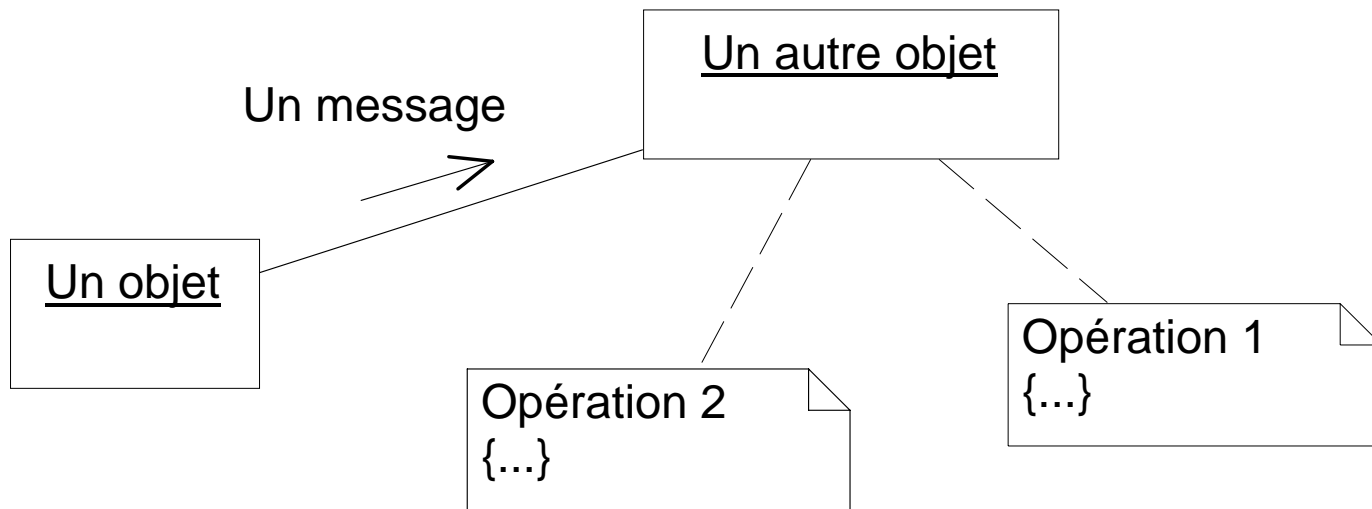 Un autre objet
Un message
Un objet
Opération 1
{...}
Opération 2
{...}